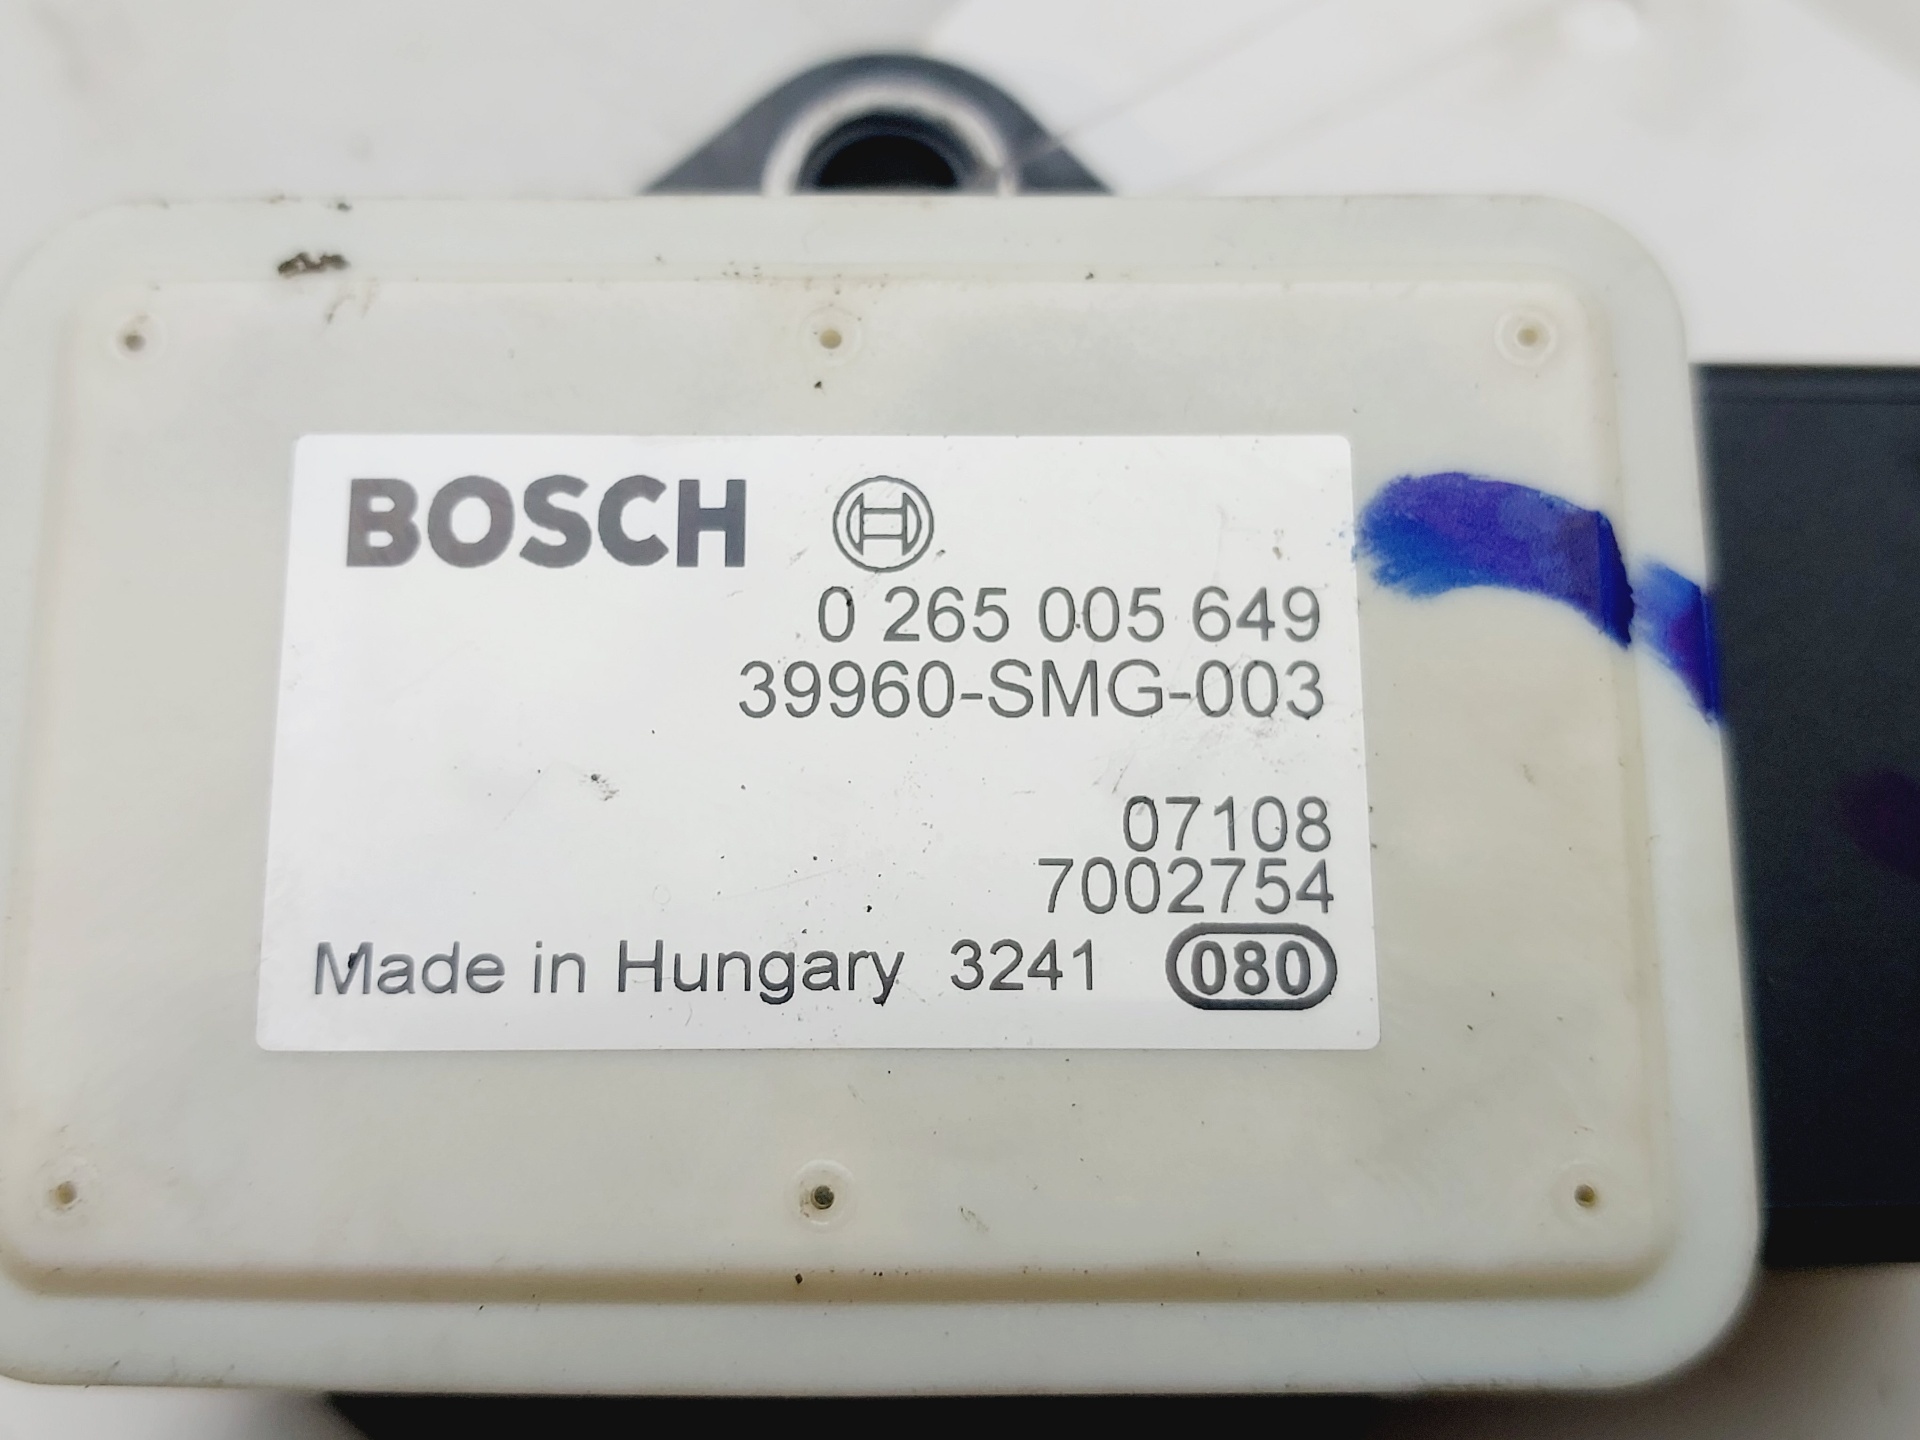 BOSCH
0 265 005 649
39960-SMG-003
07108
7002754
Made in Hungary 3241 080